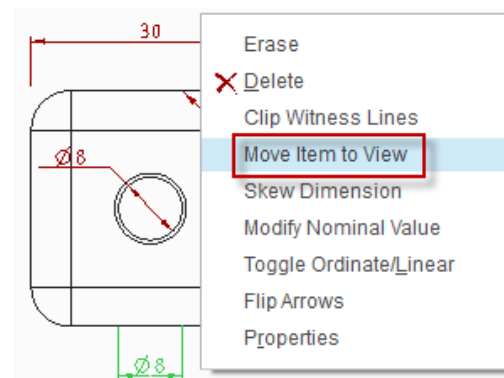 30
Erase
Delete
Clip Witness Lines
Ø8
Move Item to View
Skew Dimension
Modify Nominal Value
Toggle Ordinate/Linear
Flip Arrows
Properties
Ø8